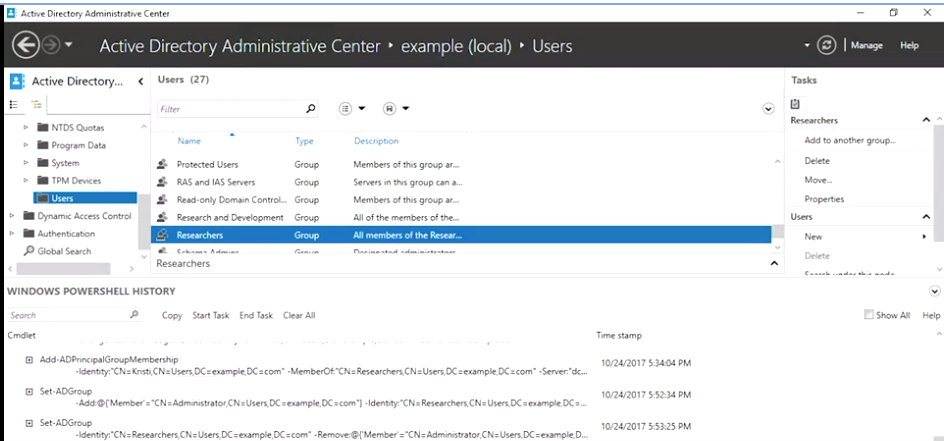 Active Directory Administrative Center
Active Directory Administrative Center • example (local) • Users
Manage
Help
Active Directory...
NTDS Quotas
Program Data
System
TPM Devices
Users
Dynamic Access Control
Authentication
Global Search
Users (27)
Filter
Name Type Description
Protected Users Group Members of this group ar...
RAS and IAS Servers Group Servers in this group can a...
Read-only Domain Control... Group Members of this group ar...
Research and Development Group All of the members of the...
Researchers Group All members of the Resear...
Schema Admins Group Designated administrators
Researchers
Tasks
Researchers
Add to another group...
Delete
Move...
Properties
Users
New
Delete
Search under this node
WINDOWS POWERSHELL HISTORY
Search Copy Start Task End Task Clear All Show All Help
Cmdlet Time stamp
Add-ADPrincipalGroupMembership 10/24/2017 5:34:04 PM
-Identity:"CN=Kristi,CN=Users,DC=example,DC=com" -MemberOf:"CN=Researchers,CN=Users,DC=example,DC=com" -Server:"dc...
Set-ADGroup 10/24/2017 5:52:34 PM
-Add:@{'Member'="CN=Administrator,CN=Users,DC=example,DC=com"} -Identity:"CN=Researchers,CN=Users,DC=example,DC=...
Set-ADGroup 10/24/2017 5:53:25 PM
-Identity:"CN=Researchers,CN=Users,DC=example,DC=com" -Remove:@{'Member'="CN=Administrator,CN=Users,DC=example,D...